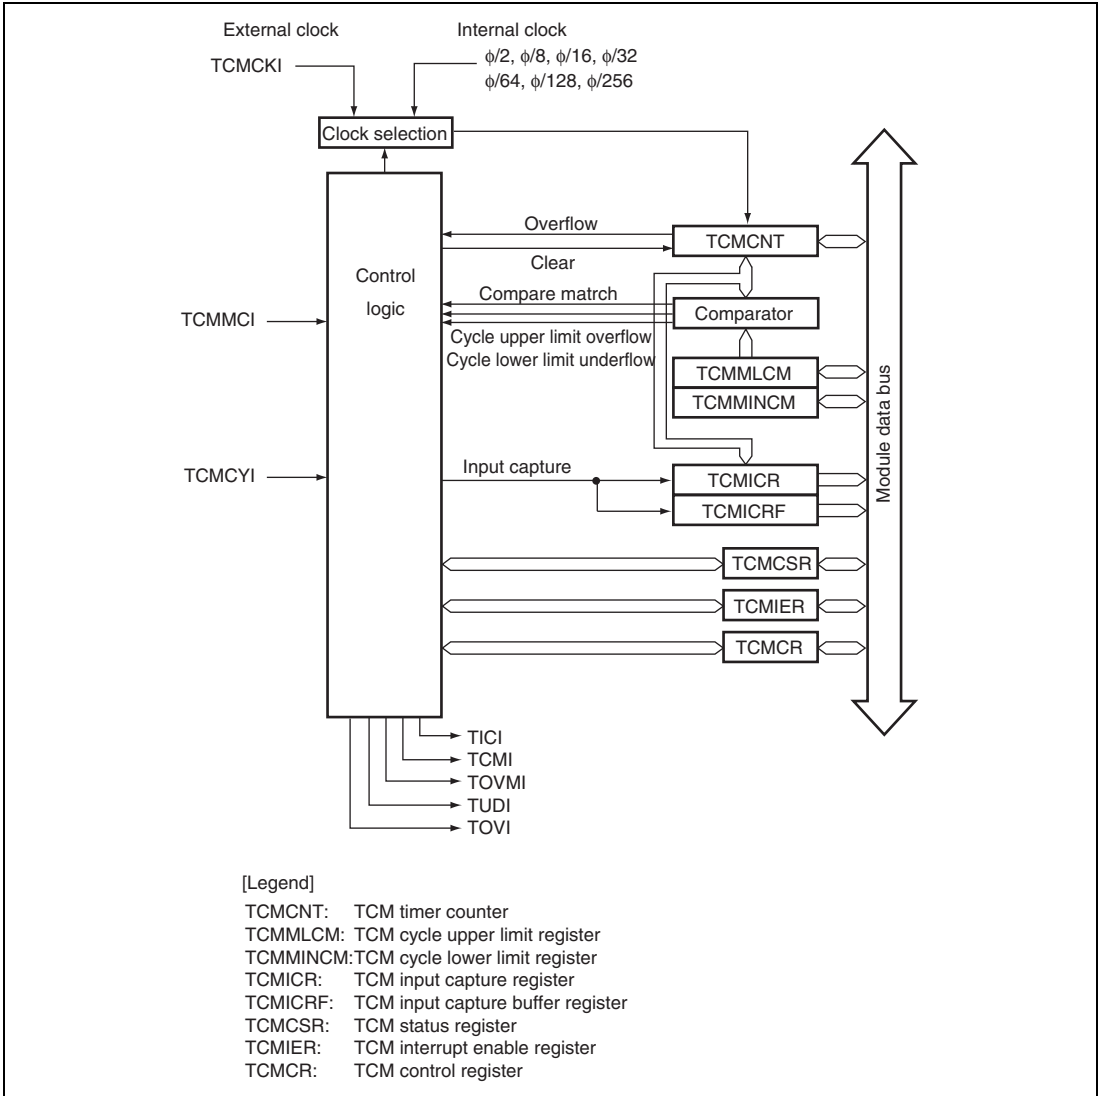 External clock
Internal clock
TCMCKI
φ/2, φ/8, φ/16, φ/32
φ/64, φ/128, φ/256
Clock selection
Overflow
TCMCNT
Clear
Control
logic
Compare matrch
Comparator
TCMMCI
Cycle upper limit overflow
Cycle lower limit underflow
TCMMLCM
TCMMINCM
Module data bus
TCMCYI
Input capture
TCMICR
TCMICRF
TCMCSR
TCMIER
TCMCR
TICI
TCMI
TOVMI
TUDI
TOVI
[Legend]
TCMCNT: TCM timer counter
TCMMLCM: TCM cycle upper limit register
TCMMINCM:TCM cycle lower limit register
TCMICR: TCM input capture register
TCMICRF: TCM input capture buffer register
TCMCSR: TCM status register
TCMIER: TCM interrupt enable register
TCMCR: TCM control register